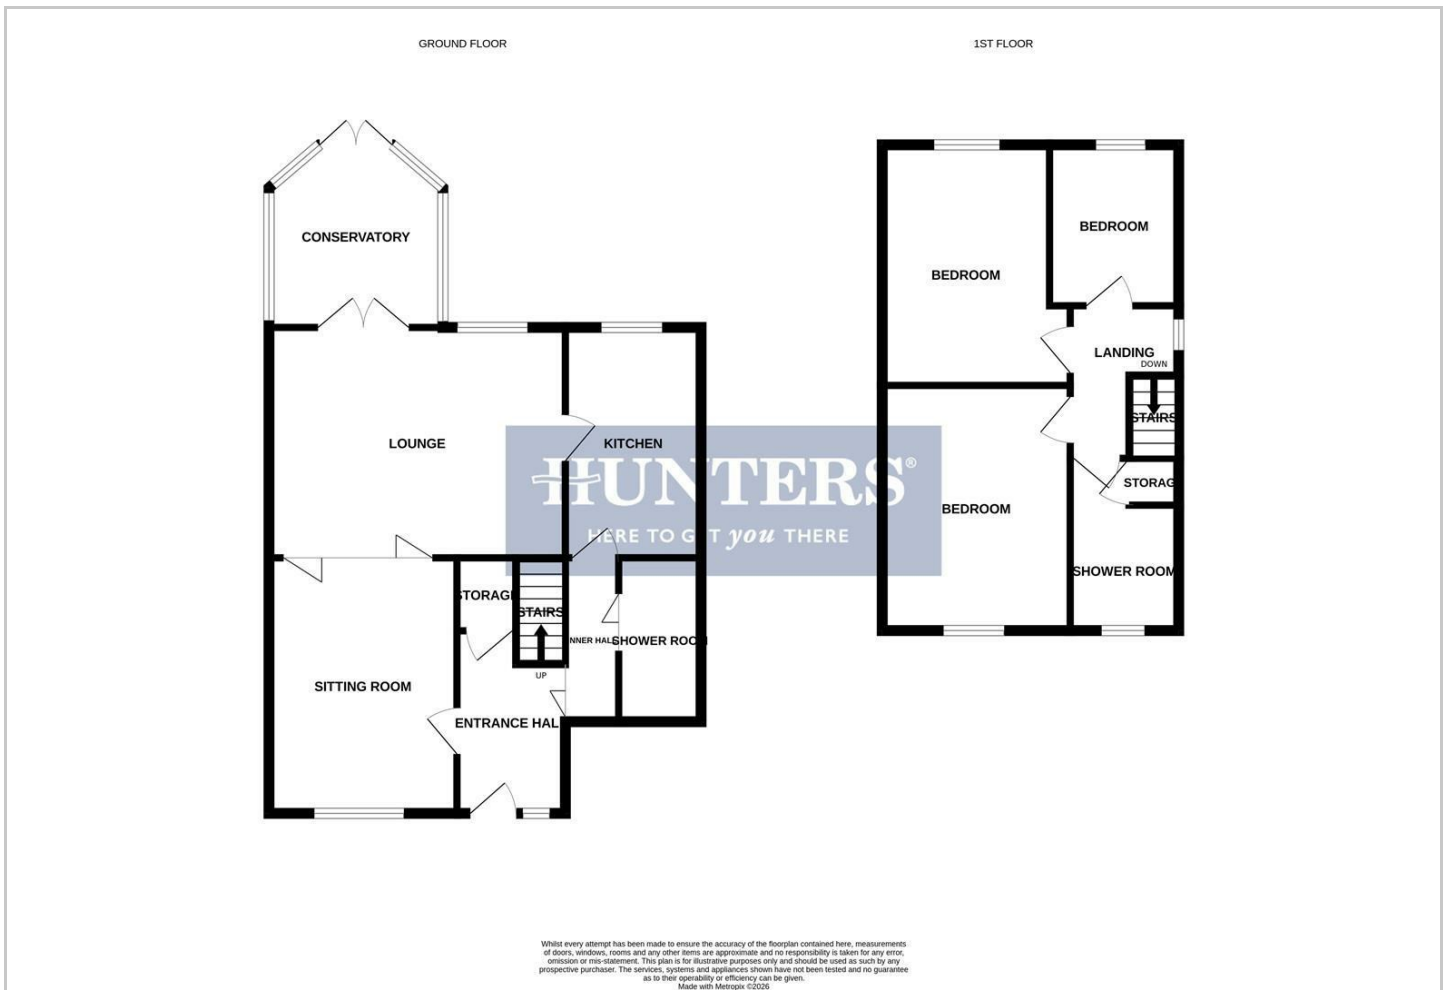 GROUND FLOOR
1ST FLOOR
CONSERVATORY
LOUNGE
KITCHEN
STORAGE
STAIRS
INNER HALL
SHOWER ROOM
UP
SITTING ROOM
ENTRANCE HAL
BEDROOM
BEDROOM
LANDING
DOWN
STAIRS
STORAG
BEDROOM
SHOWER ROOM
HUNTERS®
HERE TO GET you THERE
Whilst every attempt has been made to ensure the accuracy of the floorplan contained here, measurements
of doors, windows, rooms and any other items are approximate and no responsibility is taken for any error,
omission or mis-statement. This plan is for illustrative purposes only and should be used as such by any
prospective purchaser. The services, systems and appliances shown have not been tested and no guarantee
as to their operability or efficiency can be given.
Made with Metropix ©2026